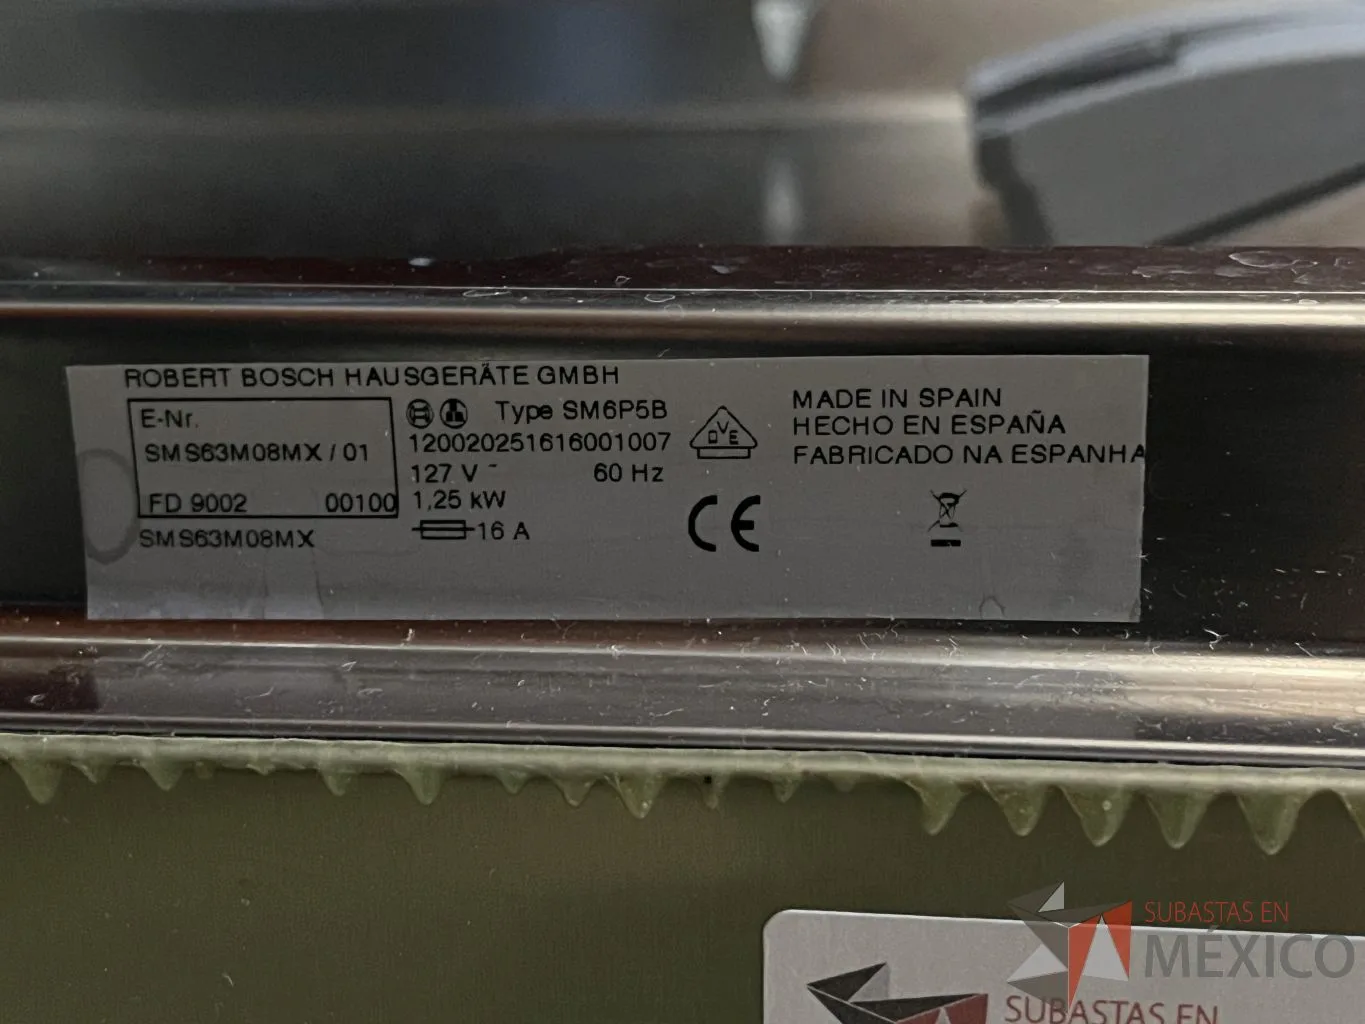 ROBERT BOSCH HAUSGERÄTE GMBH
E-Nr.
SMS63M08MX / 01
FD 9002 00100
SMS63M08MX
Type SM6P5B
120020251616001007
127 V ~ 60 Hz
1,25 kW
16 A
DVE
CE
MADE IN SPAIN
HECHO EN ESPAÑA
FABRICADO NA ESPANHA
SUBASTAS EN
MÉXICO
SUBASTAS EN